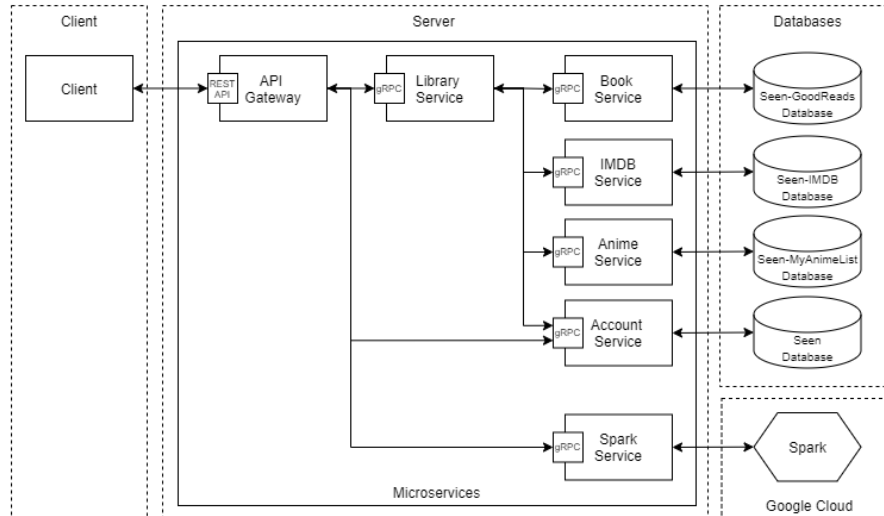 Client
Server
Databases
Client
REST
API
API
Gateway
gRPC
Library
Service
gRPC
Book
Service
Seen-GoodReads
Database
gRPC
IMDB
Service
Seen-IMDB
Database
gRPC
Anime
Service
Seen-MyAnimeList
Database
gRPC
Account
Service
Seen
Database
gRPC
Spark
Service
Spark
Microservices
Google Cloud